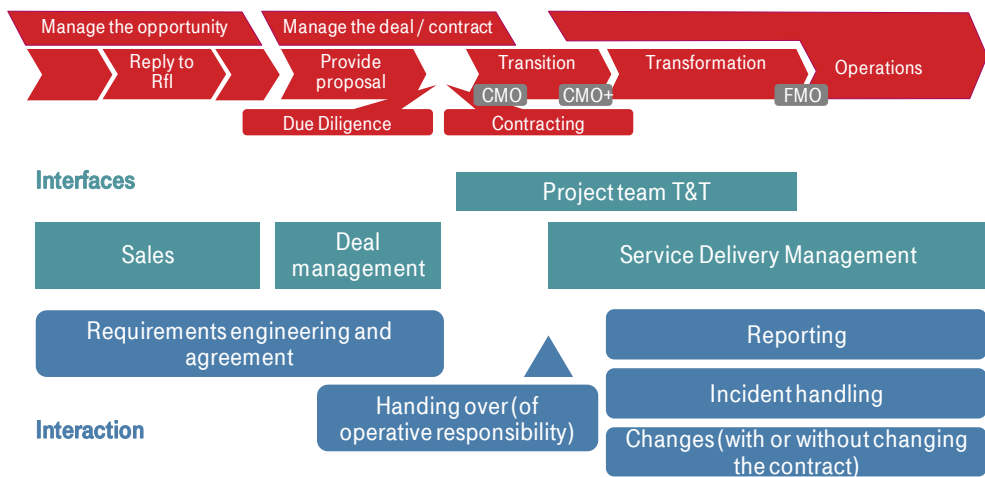 Manage the opportunity
Manage the deal / contract
Reply to
RfI
Provide
proposal
Transition
Transformation
Operations
CMO
CMO+
FMO
Due Diligence
Contracting
Interfaces
Project team T&T
Sales
Deal
management
Service Delivery Management
Requirements engineering and
agreement
Reporting
Incident handling
Interaction
Handing over (of
operative responsibility)
Changes (with or without changing
the contract)